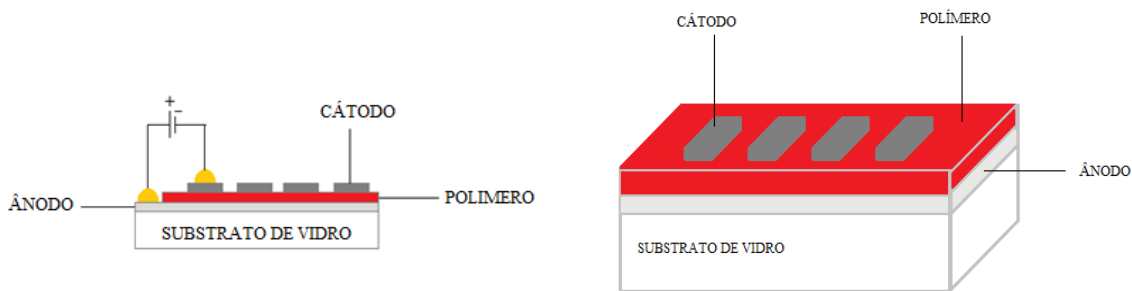 +
-
CÁTODO
ÂNODO
POLIMERO
SUBSTRATO DE VIDRO
CÁTODO
POLÍMERO
ÂNODO
SUBSTRATO DE VIDRO